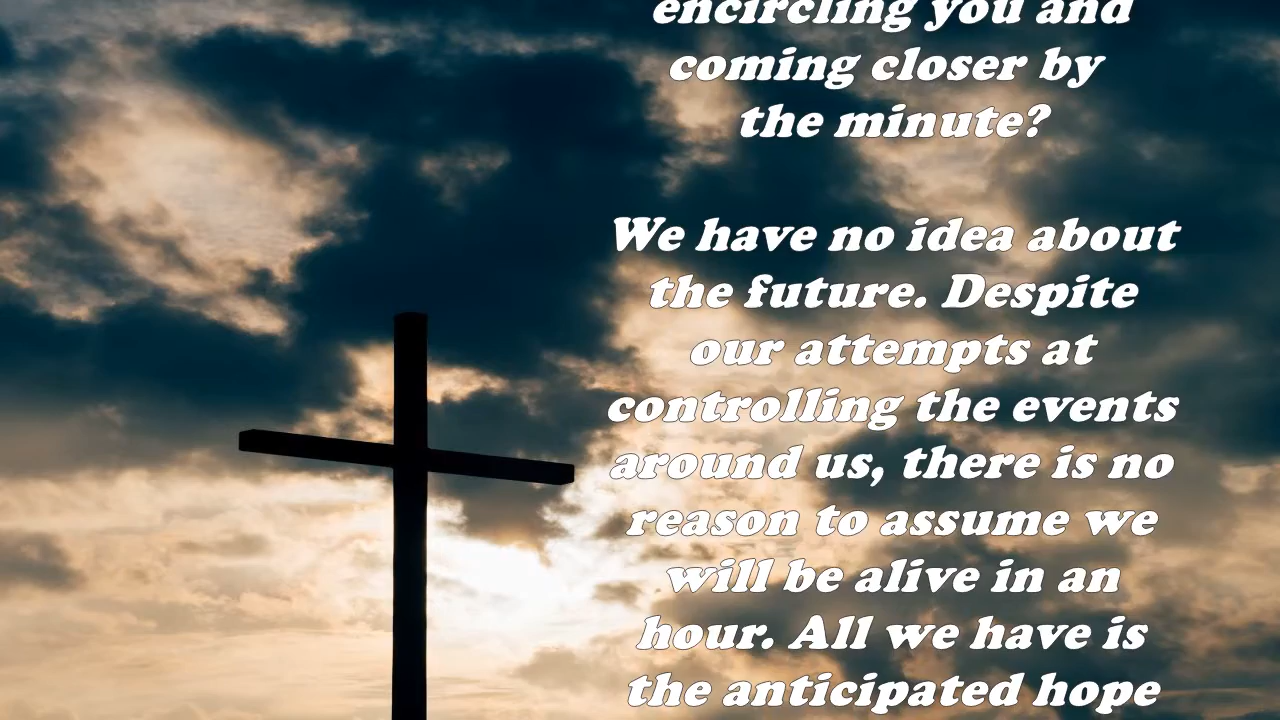 encircling you and
coming closer by
the minute?
We have no idea about
the future. Despite
our attempts at
controlling the events
around us, there is no
reason to assume we
will be alive in an
hour. All we have is
the anticipated hope